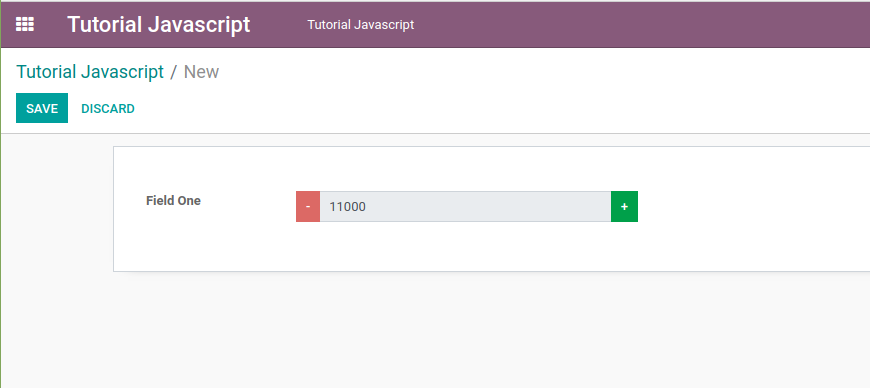 Tutorial Javascript Tutorial Javascript
Tutorial Javascript / New
SAVE DISCARD
Field One - 11000 +